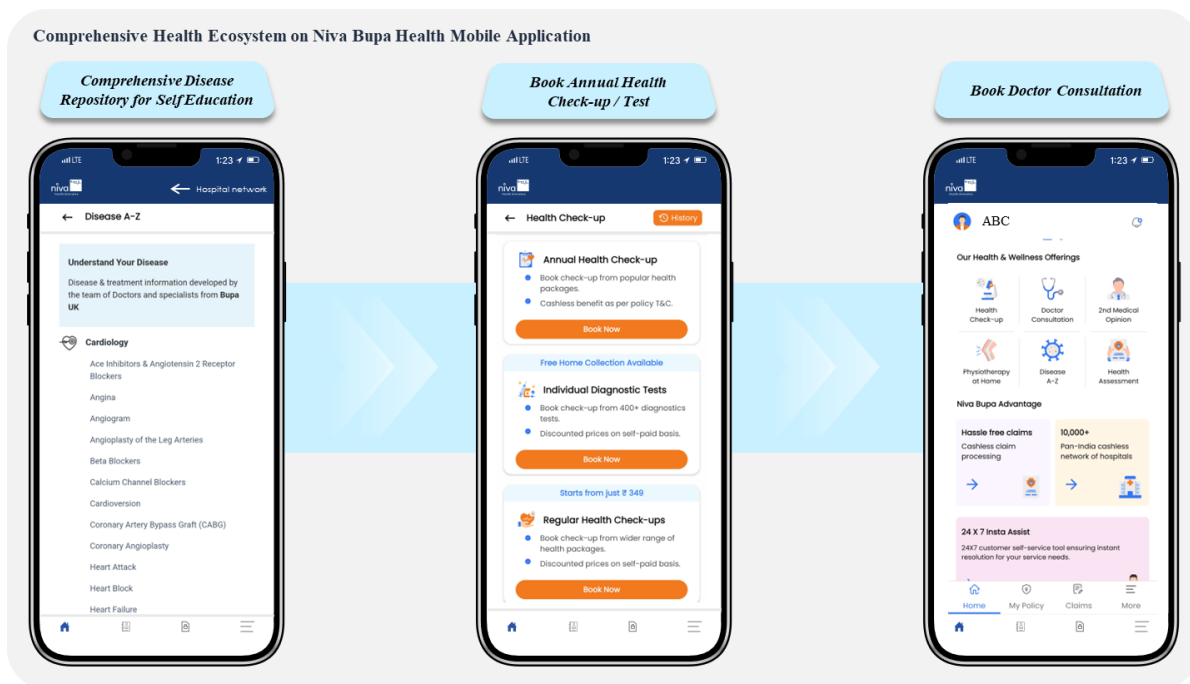 Comprehensive Health Ecosystem on Niva Bupa Health Mobile Application
Comprehensive Disease
Repository for Self Education
Book Annual Health
Check-up / Test
Book Doctor Consultation
LTE
1:23
niva
Hospital network
Disease A-Z
Understand Your Disease
Disease & treatment information developed by
the team of Doctors and specialists from Bupa
UK
Cardiology
Ace Inhibitors & Angiotensin 2 Receptor
Blockers
Angina
Angiogram
Angioplasty of the Leg Arteries
Beta Blockers
Calcium Channel Blockers
Cardioversion
Coronary Artery Bypass Graft (CABG)
Coronary Angioplasty
Heart Attack
Heart Block
Heart Failure
LTE
1:23
niva
Health Check-up
History
Annual Health Check-up
Book check-up from popular health
packages.
Cashless benefit as per policy T&C.
Book Now
Free Home Collection Available
Individual Diagnostic Tests
Book check-up from 400+ diagnostics
tests.
Discounted prices on self-paid basis.
Book Now
Starts from just ₹ 349
Regular Health Check-ups
Book check-up from wider range of
health packages.
Discounted prices on self-paid basis.
Book Now
LTE
1:23
niva
ABC
Our Health & Wellness Offerings
Health
Check-up
Doctor
Consultation
2nd Medical
Opinion
Physiotherapy
at Home
Disease
A-Z
Health
Assessment
Niva Bupa Advantage
Hassle free claims
Cashless claim
processing
10,000+
Pan-India cashless
network of hospitals
24 X 7 Insta Assist
24X7 customer self-service tool ensuring instant
resolution for your service needs.
Home
My Policy
Claims
More